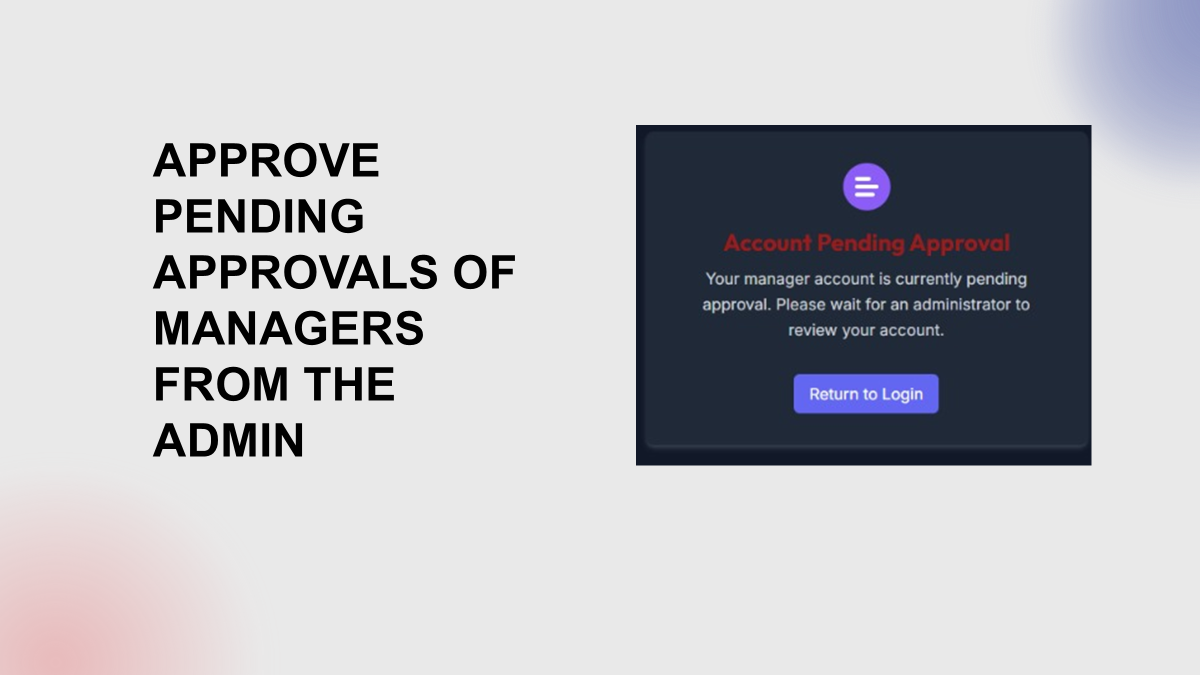 APPROVE
PENDING
APPROVALS OF
MANAGERS
FROM THE
ADMIN
Account Pending Approval
Your manager account is currently pending
approval. Please wait for an administrator to
review your account.
Return to Login